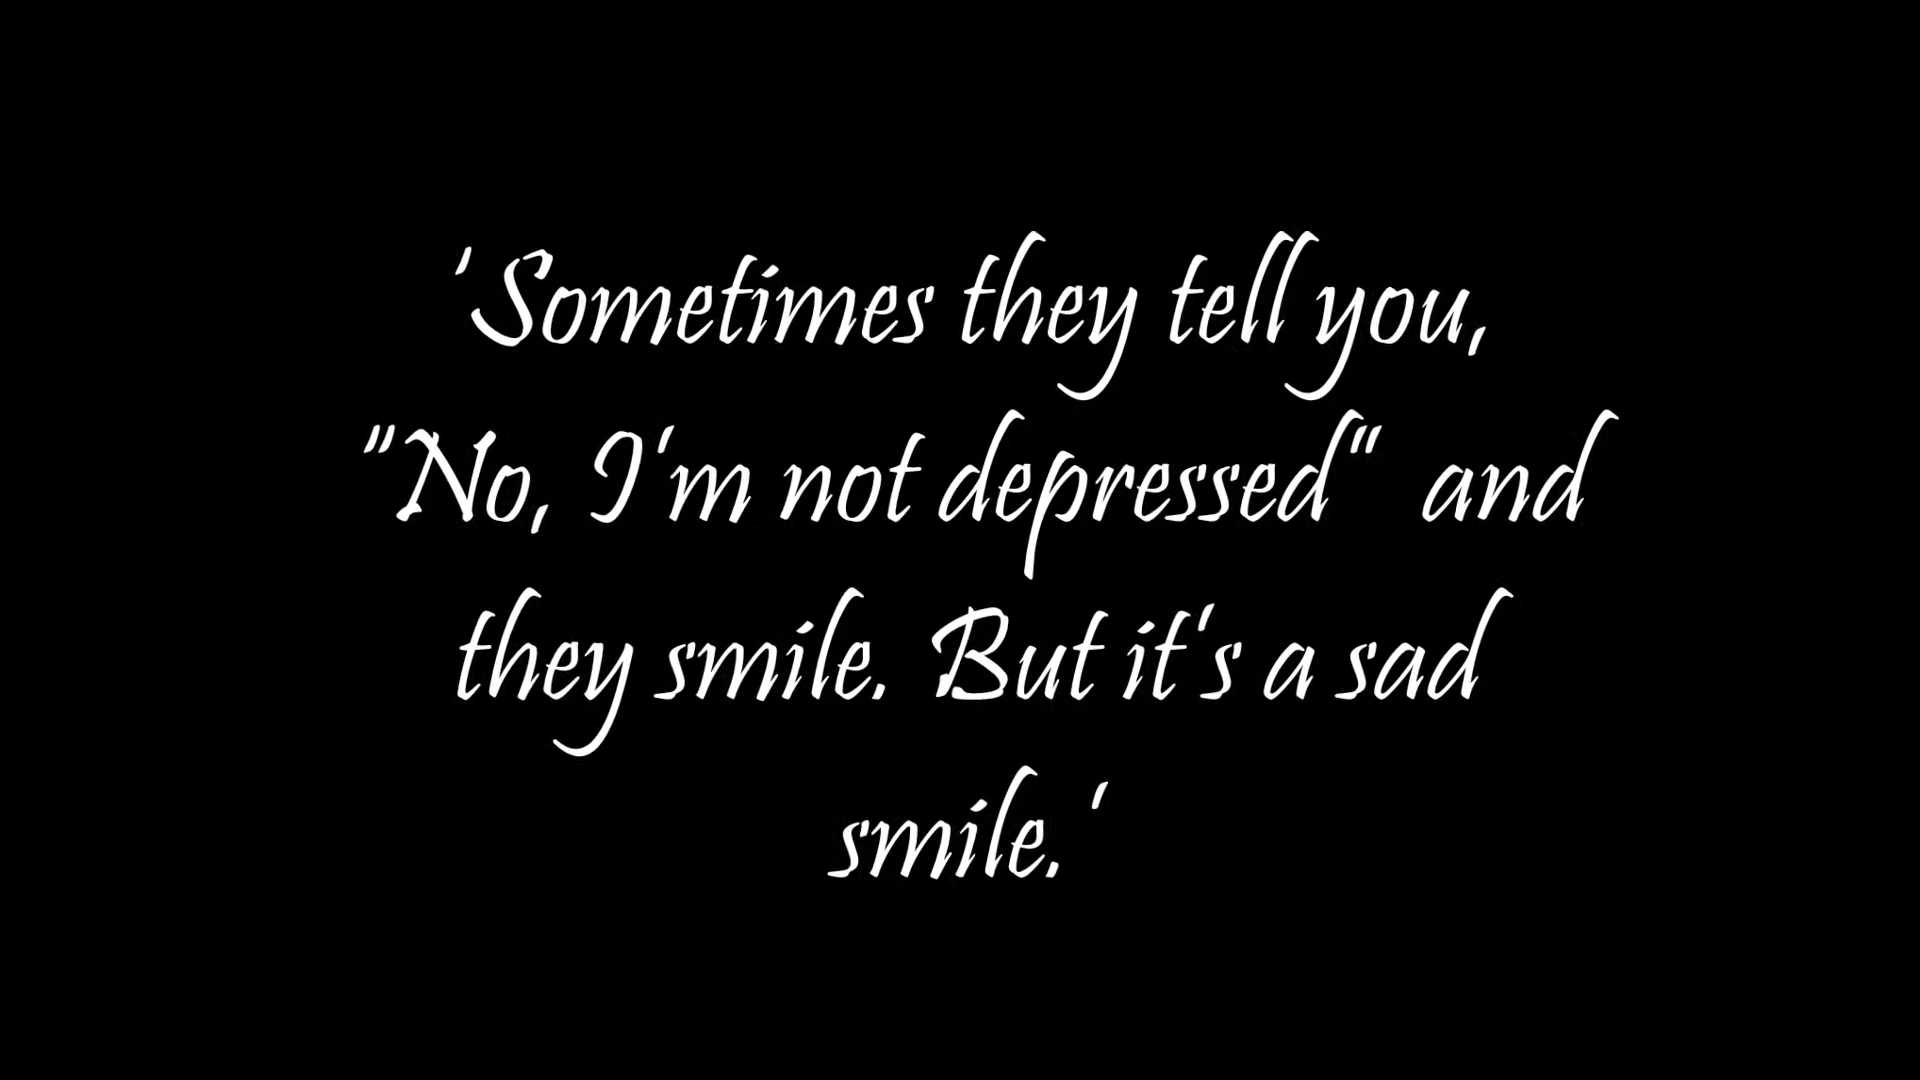 'Sometimes they tell you,
"No, I'm not depressed" and
they smile. But it's a sad
smile.'